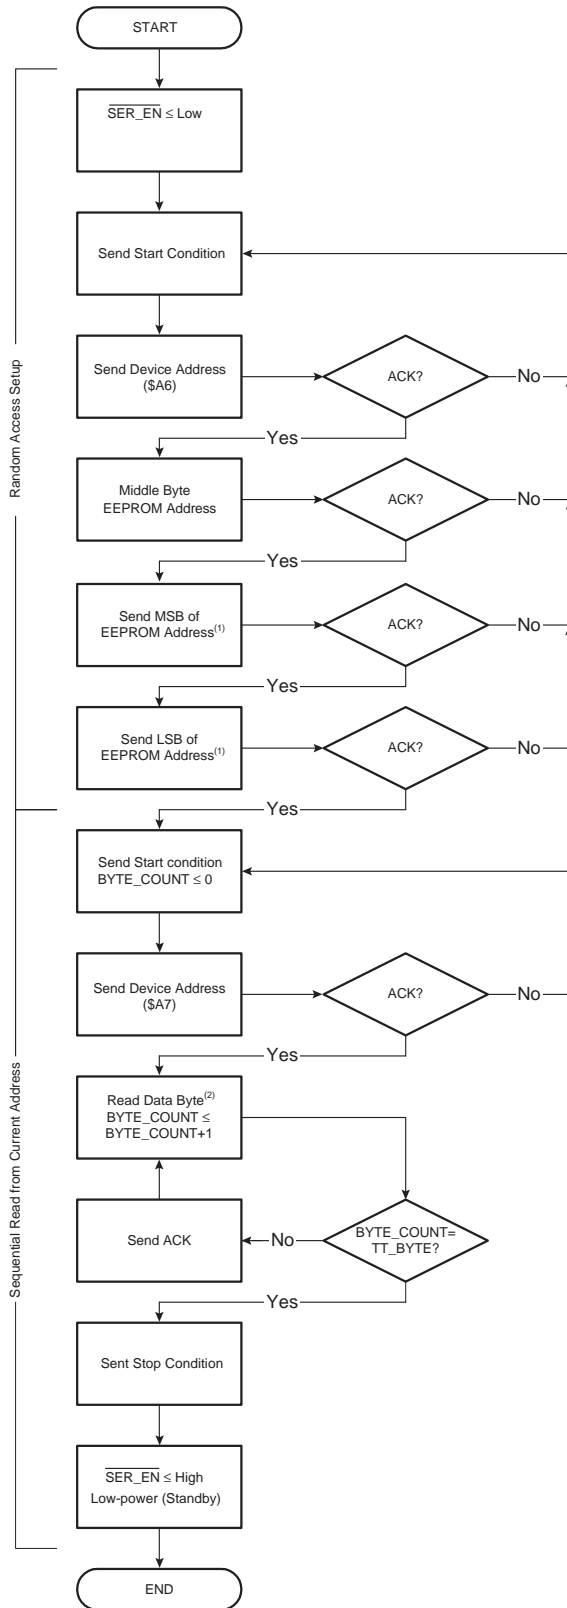 START
SER_EN ≤ Low
Send Start Condition
Send Device Address
($A6)
ACK?
No
Yes
Middle Byte
EEPROM Address
ACK?
No
Yes
Send MSB of
EEPROM Address(1)
ACK?
No
Yes
Send LSB of
EEPROM Address(1)
ACK?
No
Yes
Random Access Setup
Send Start condition
BYTE_COUNT ≤ 0
Send Device Address
($A7)
ACK?
No
Yes
Read Data Byte(2)
BYTE_COUNT ≤
BYTE_COUNT+1
BYTE_COUNT=
TT_BYTE?
No
Send ACK
Yes
Sent Stop Condition
SER_EN ≤ High
Low-power (Standby)
Sequential Read from Current Address
END